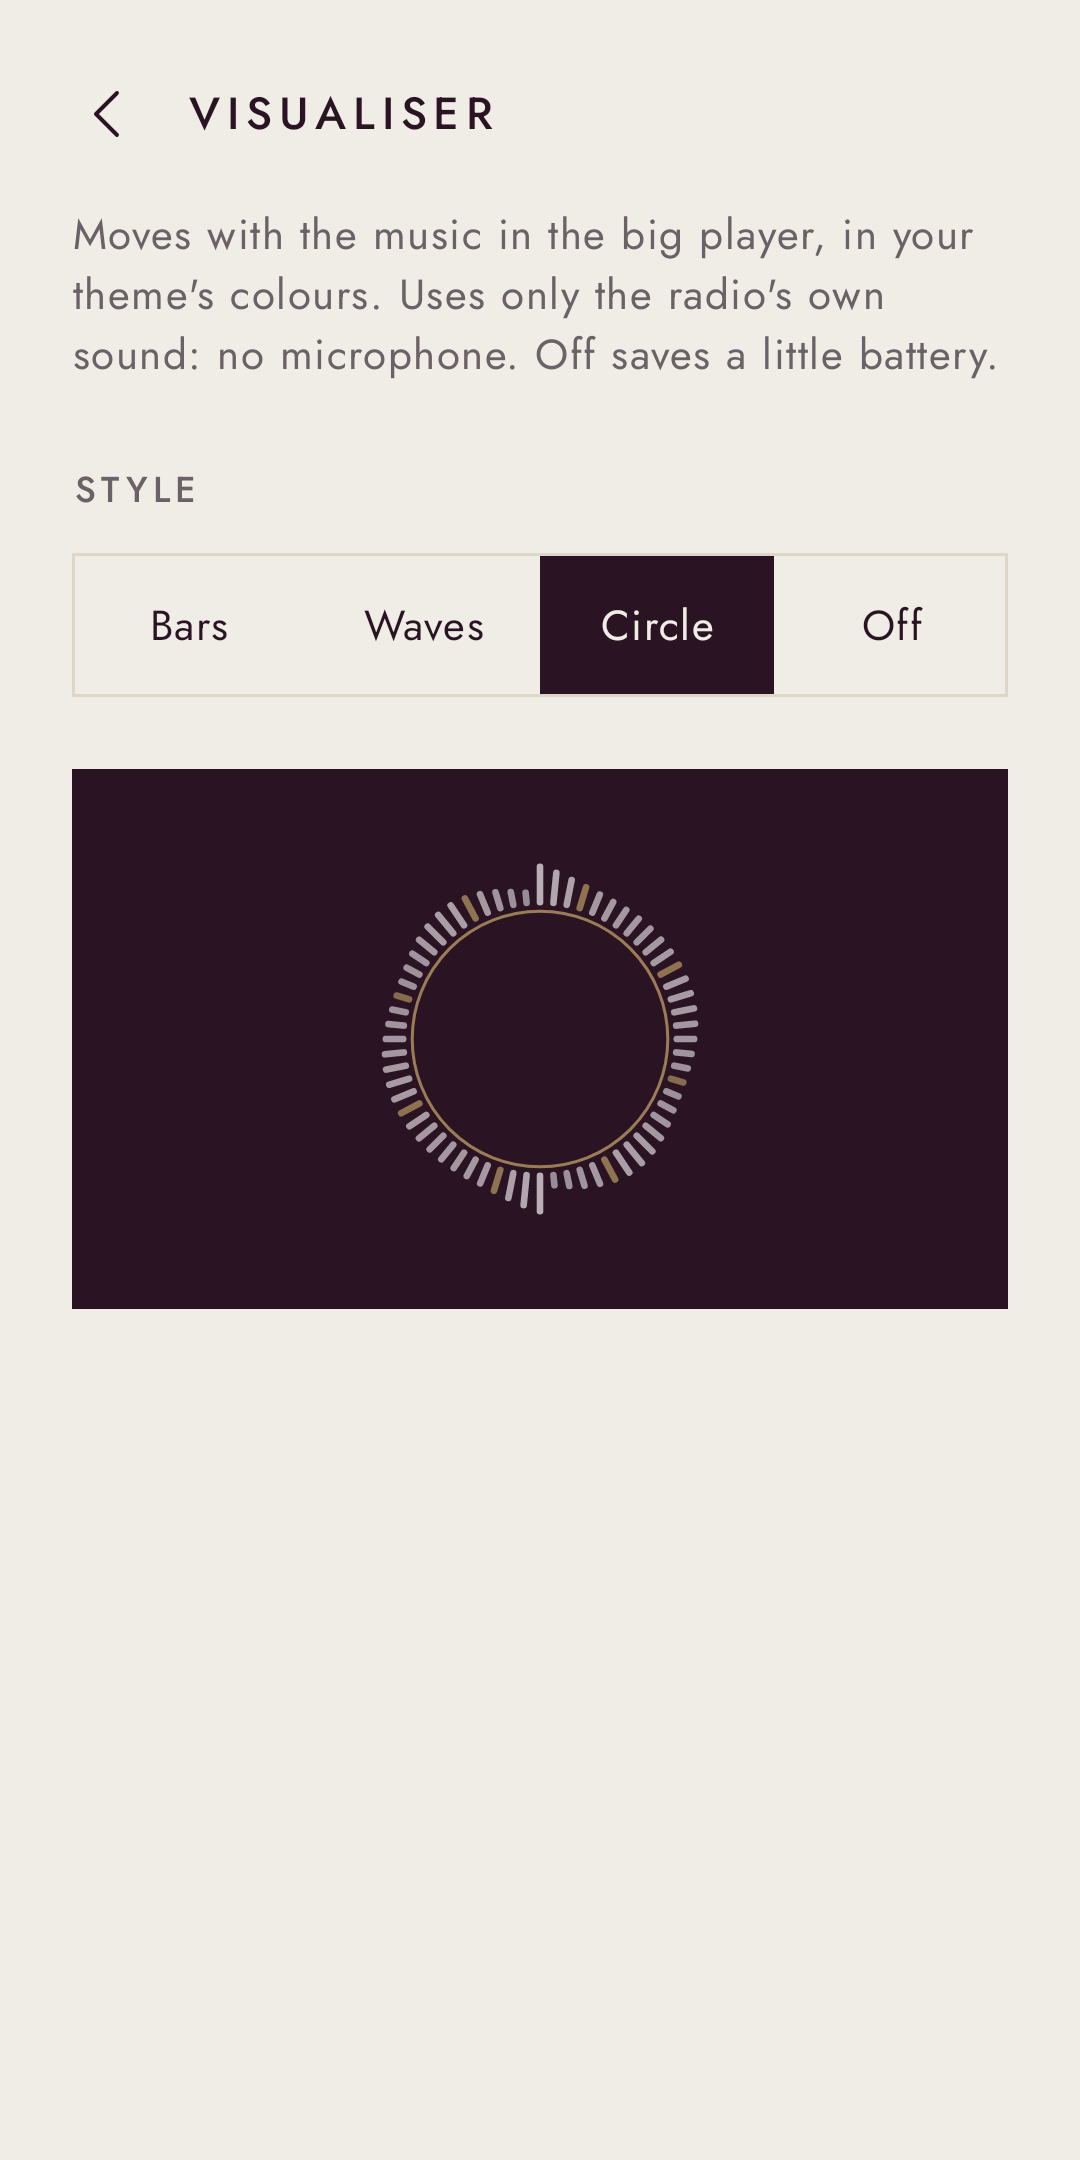 VISUALISER
Moves with the music in the big player, in your
theme's colours. Uses only the radio's own
sound: no microphone. Off saves a little battery.
STYLE
Bars Waves Circle Off